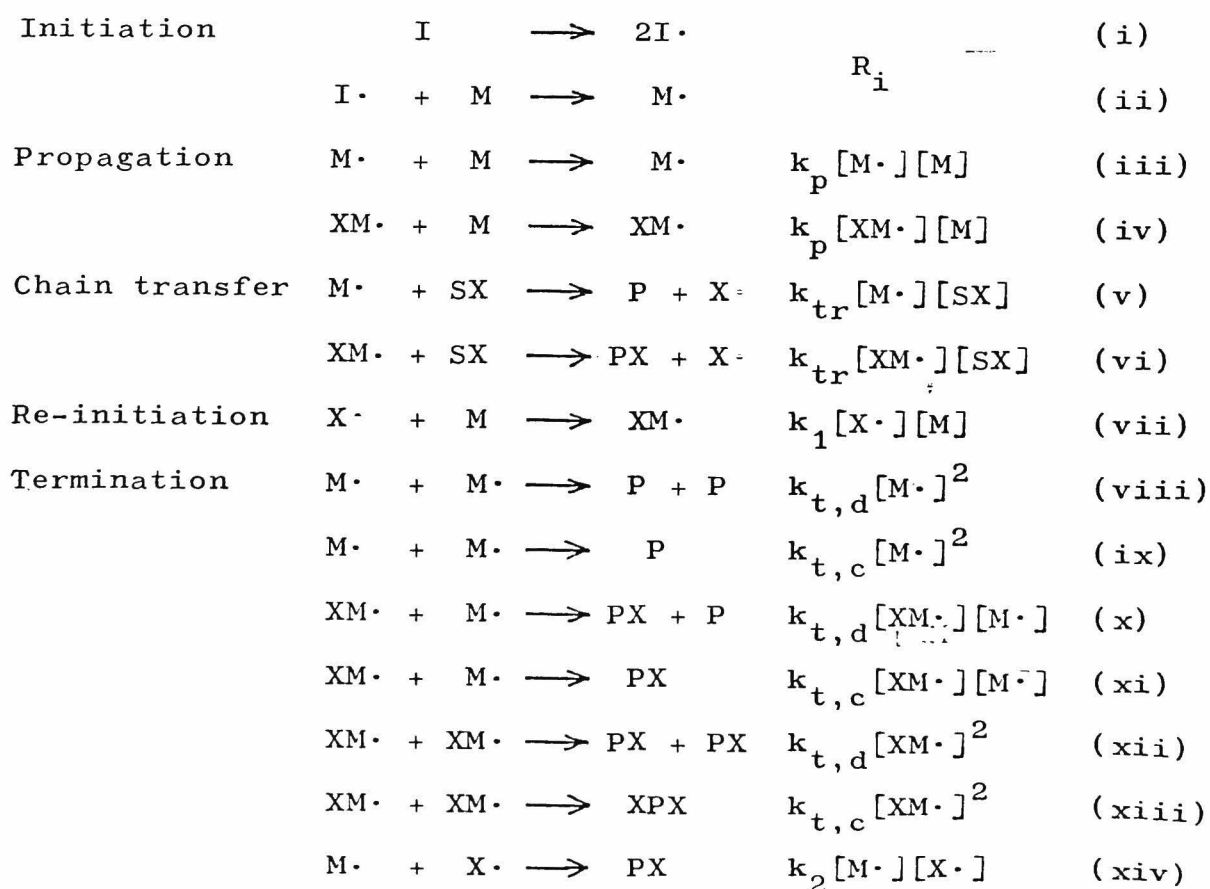 Initiation I ⟶ 2I· (i)
R_i
I· + M ⟶ M· (ii)
Propagation M· + M ⟶ M· k_p[M·][M] (iii)
XM· + M ⟶ XM· k_p[XM·][M] (iv)
Chain transfer M· + SX ⟶ P + X· k_tr[M·][SX] (v)
XM· + SX ⟶ PX + X· k_tr[XM·][SX] (vi)
Re-initiation X· + M ⟶ XM· k_1[X·][M] (vii)
Termination M· + M· ⟶ P + P k_t,d[M·]^2 (viii)
M· + M· ⟶ P k_t,c[M·]^2 (ix)
XM· + M· ⟶ PX + P k_t,d[XM·][M·] (x)
XM· + M· ⟶ PX k_t,c[XM·][M·] (xi)
XM· + XM· ⟶ PX + PX k_t,d[XM·]^2 (xii)
XM· + XM· ⟶ XPX k_t,c[XM·]^2 (xiii)
M· + X· ⟶ PX k_2[M·][X·] (xiv)